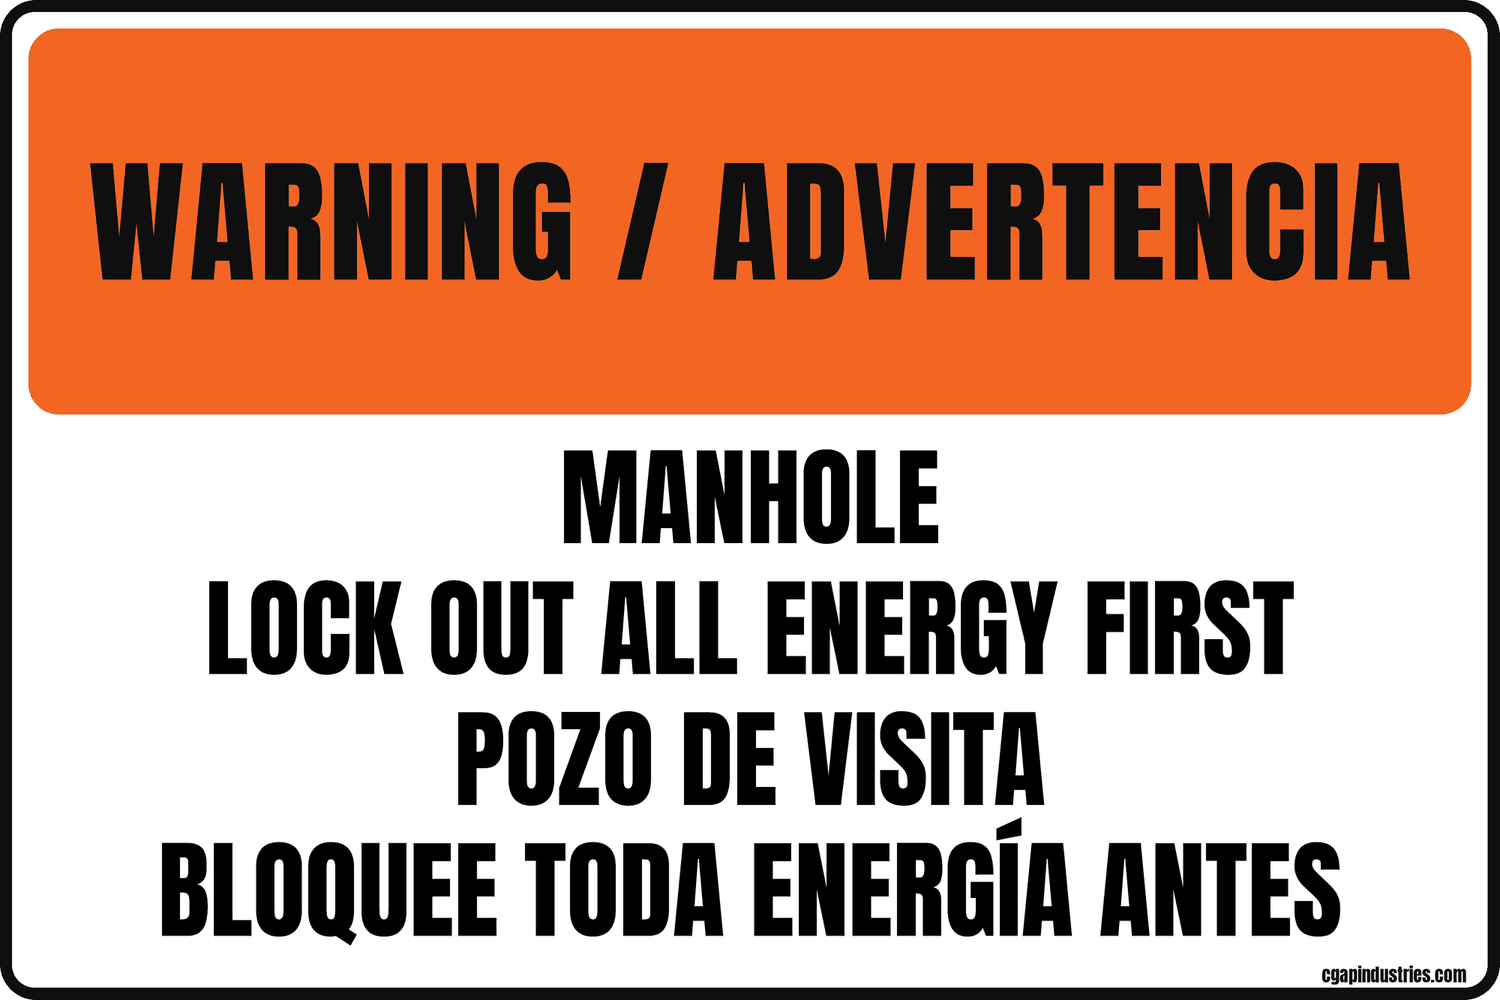 WARNING / ADVERTENCIA
MANHOLE
LOCK OUT ALL ENERGY FIRST
POZO DE VISITA
BLOQUEE TODA ENERGÍA ANTES
cgapindustries.com